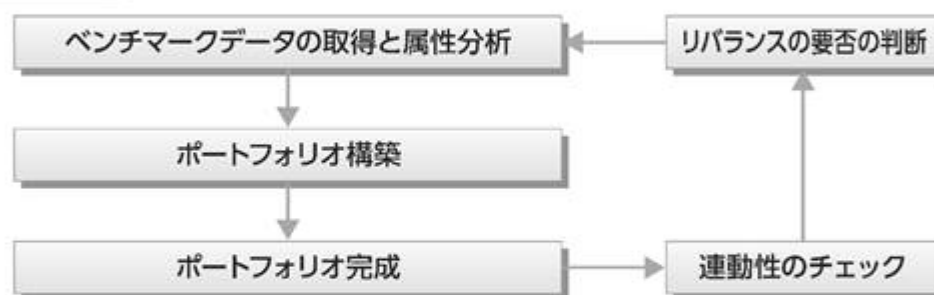 ベンチマークデータの取得と属性分析
リバランスの要否の判断
ポートフォリオ構築
ポートフォリオ完成
連動性のチェック